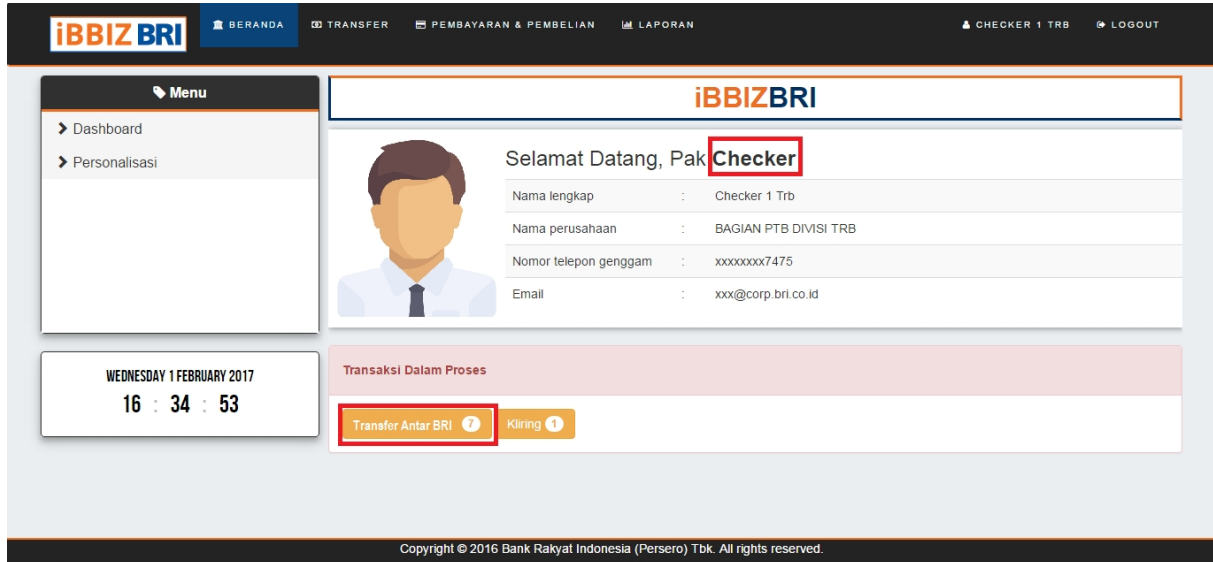 iBBIZ BRI BERANDA TRANSFER PEMBAYARAN & PEMBELIAN LAPORAN CHECKER 1 TRB LOGOUT
Menu
Dashboard
Personalisasi
iBBIZBRI
Selamat Datang, Pak Checker
Nama lengkap : Checker 1 Trb
Nama perusahaan : BAGIAN PTB DIVISI TRB
Nomor telepon genggam : xxxxxxxx7475
Email : xxx@corp.bri.co.id
WEDNESDAY 1 FEBRUARY 2017
16 : 34 : 53
Transaksi Dalam Proses
Transfer Antar BRI 7 Kliring 1
Copyright © 2016 Bank Rakyat Indonesia (Persero) Tbk. All rights reserved.